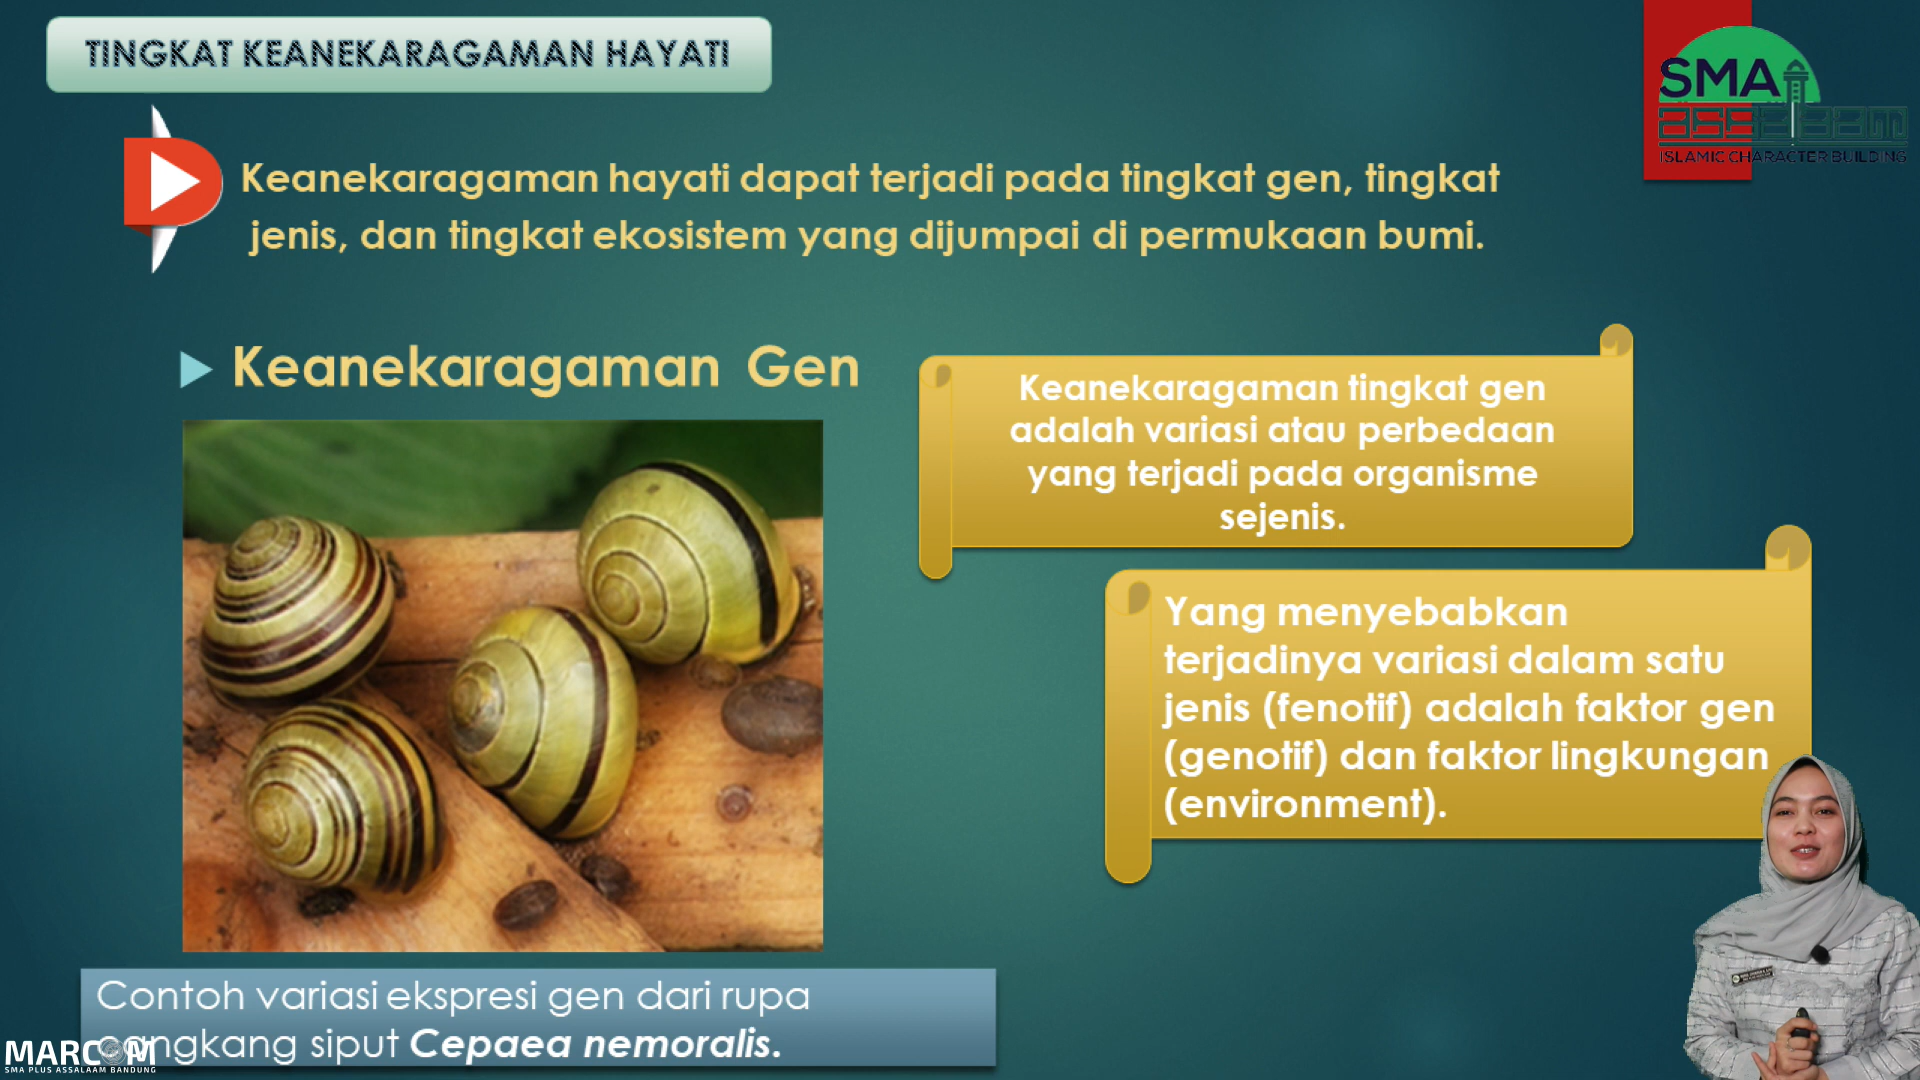 TINGKAT KEANEKARAGAMAN HAYATI
SMA
assalaam
ISLAMIC CHARACTER BUILDING
Keanekaragaman hayati dapat terjadi pada tingkat gen, tingkat
jenis, dan tingkat ekosistem yang dijumpai di permukaan bumi.
Keanekaragaman Gen
Keanekaragaman tingkat gen
adalah variasi atau perbedaan
yang terjadi pada organisme
sejenis.
Yang menyebabkan
terjadinya variasi dalam satu
jenis (fenotif) adalah faktor gen
(genotif) dan faktor lingkungan
(environment).
Contoh variasi ekspresi gen dari rupa
cangkang siput Cepaea nemoralis.
MARCOM
SMA PLUS ASSALAAM BANDUNG